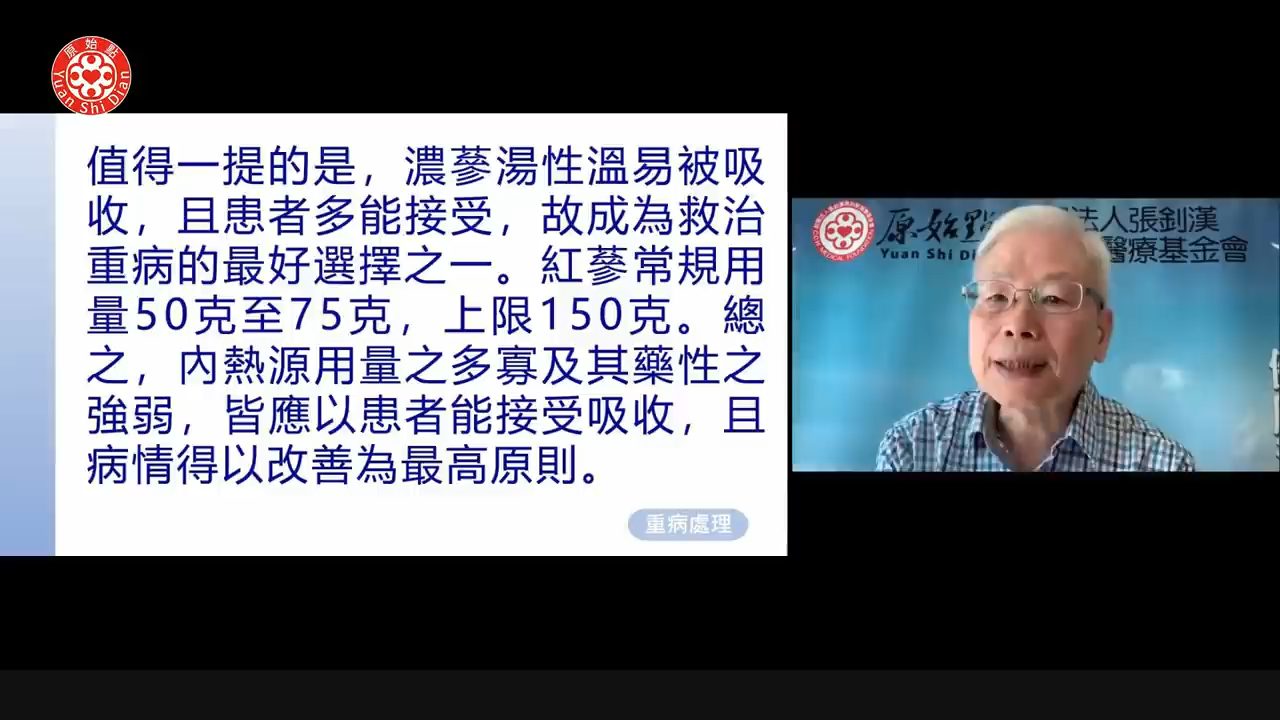 原始點
Yuan Shi Dian
值得一提的是，濃蔘湯性溫易被吸
收，且患者多能接受，故成為救治
重病的最好選擇之一。紅蔘常規用
量50克至75克，上限150克。總
之，內熱源用量之多寡及其藥性之
強弱，皆應以患者能接受吸收，且
病情得以改善為最高原則。
重病處理
原始點
Yuan Shi Di
法人張釗漢
醫療基金會